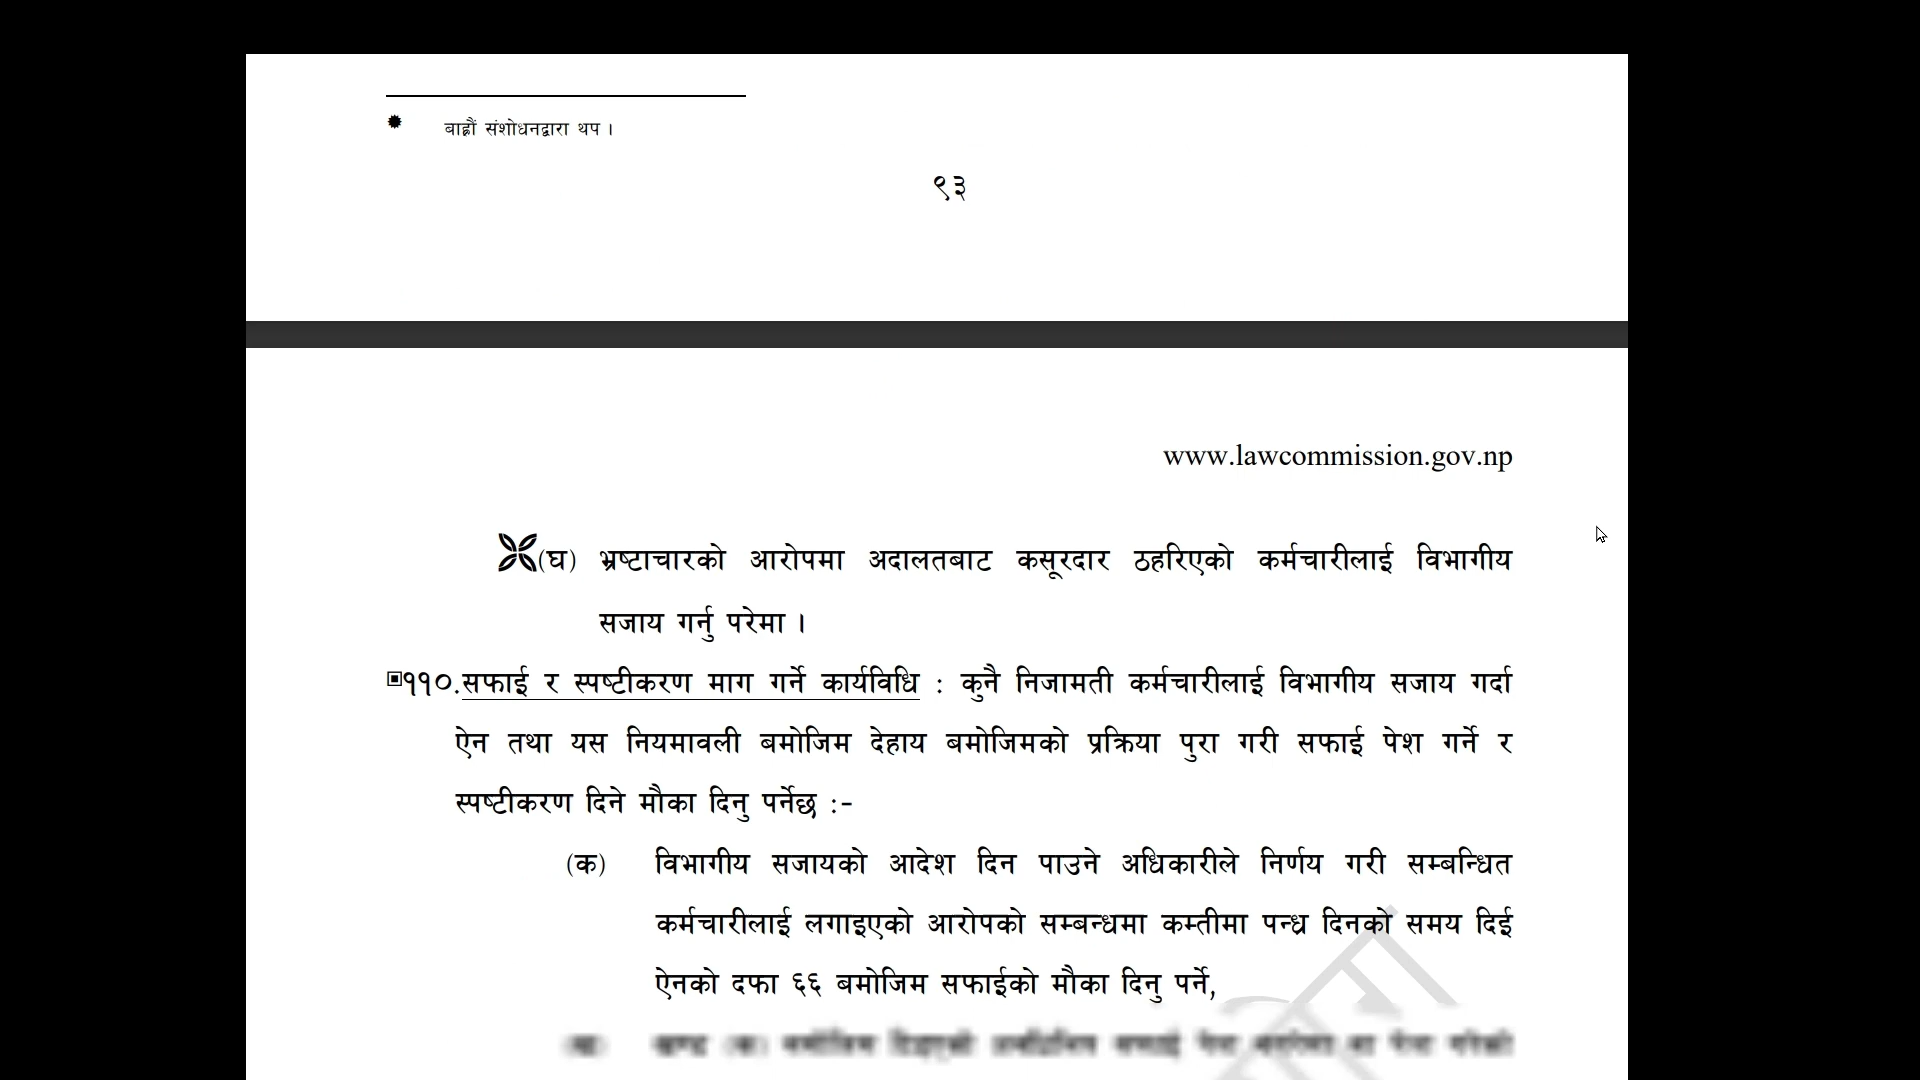 बाह्रौं संशोधनद्वारा थप ।
९३
www.lawcommission.gov.np
(घ) भ्रष्टाचारको आरोपमा अदालतबाट कसूरदार ठहरिएको कर्मचारीलाई विभागीय
सजाय गर्नु परेमा ।
११०.सफाई र स्पष्टीकरण माग गर्ने कार्यविधि : कुनै निजामती कर्मचारीलाई विभागीय सजाय गर्दा
ऐन तथा यस नियमावली बमोजिम देहाय बमोजिमको प्रक्रिया पुरा गरी सफाई पेश गर्ने र
स्पष्टीकरण दिने मौका दिनु पर्नेछ :-
(क) विभागीय सजायको आदेश दिन पाउने अधिकारीले निर्णय गरी सम्बन्धित
कर्मचारीलाई लगाइएको आरोपको सम्बन्धमा कम्तीमा पन्ध्र दिनको समय दिई
ऐनको दफा ६६ बमोजिम सफाईको मौका दिनु पर्ने,